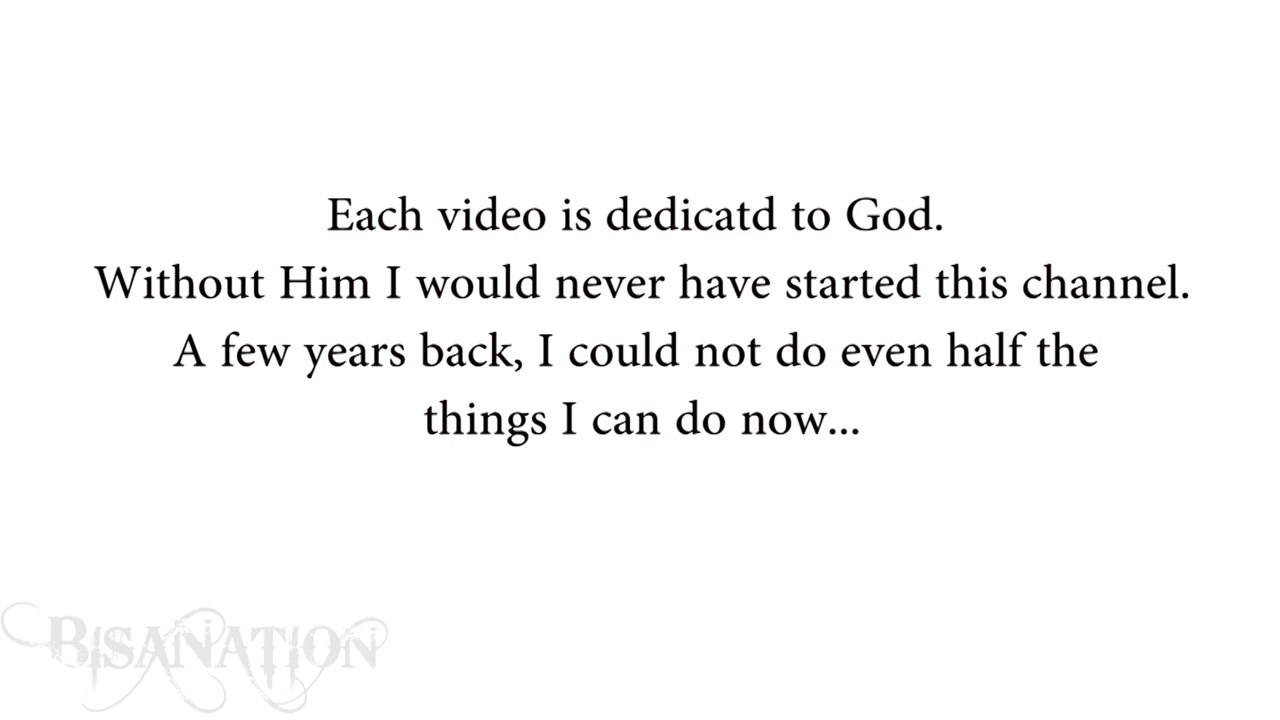 Each video is dedicatd to God.
Without Him I would never have started this channel.
A few years back, I could not do even half the
things I can do now...
BISANATION